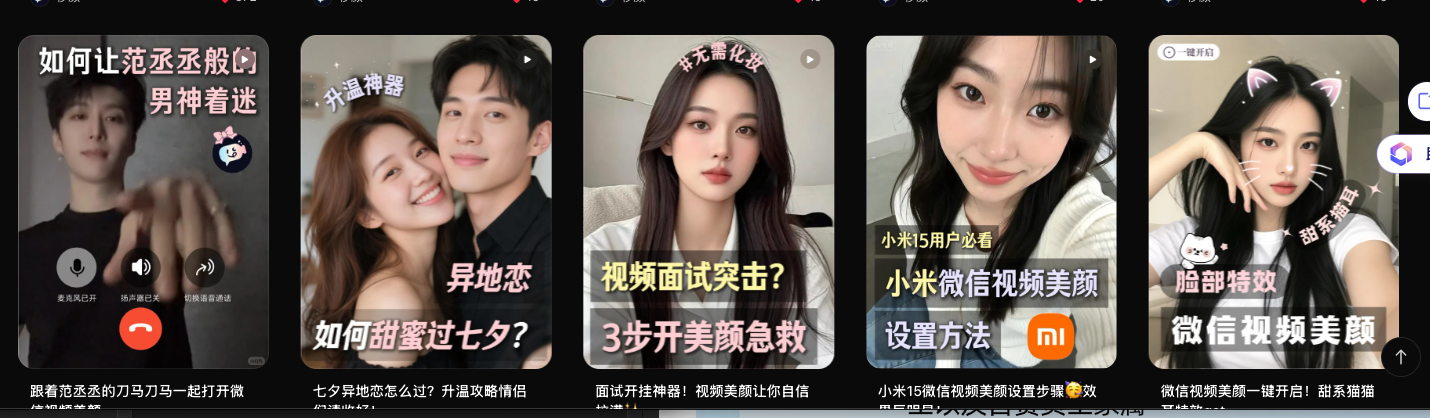 如何让范丞丞般的
男神着迷
麦克风已开
扬声器已关
切换语音通话
跟着范丞丞的刀马刀马一起打开微
升温神器
异地恋
如何甜蜜过七夕?
七夕异地恋怎么过?升温攻略情侣
#无需化妆
视频面试突击?
3步开美颜急救
面试开挂神器!视频美颜让你自信
小米15用户必看
小米微信视频美颜
设置方法
小米15微信视频美颜设置步骤🥳效
一键开启
甜系猫耳
脸部特效
微信视频美颜
微信视频美颜一键开启!甜系猫猫